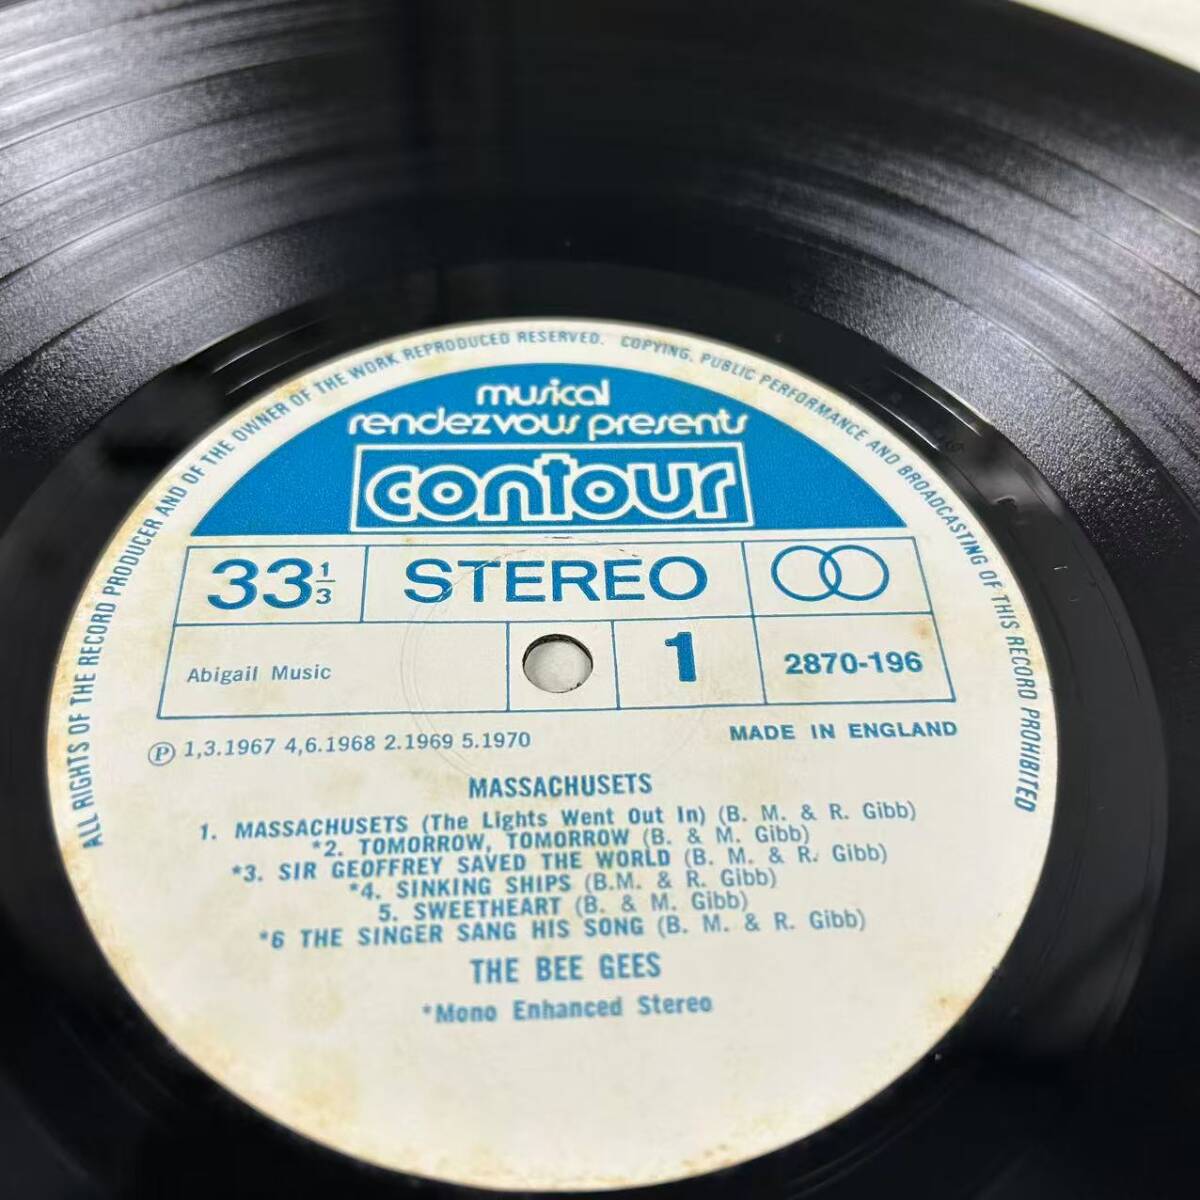 ALL RIGHTS OF THE RECORD PRODUCER AND OF THE OWNER OF THE WORK REPRODUCED RESERVED. COPYING, PUBLIC PERFORMANCE AND BROADCASTING OF THIS RECORD PROHIBITED
musical
rendezvous presents
contour
33 1/3
STEREO
Abigail Music
1
2870-196
℗ 1,3.1967 4,6.1968 2.1969 5.1970
MADE IN ENGLAND
MASSACHUSETS
1. MASSACHUSETS (The Lights Went Out In) (B. M. & R. Gibb)
*2. TOMORROW, TOMORROW (B. & M. Gibb)
*3. SIR GEOFFREY SAVED THE WORLD (B. M. & R. Gibb)
*4. SINKING SHIPS (B.M. & R. Gibb)
5. SWEETHEART (B. & M. Gibb)
*6 THE SINGER SANG HIS SONG (B. M. & R. Gibb)
THE BEE GEES
*Mono Enhanced Stereo